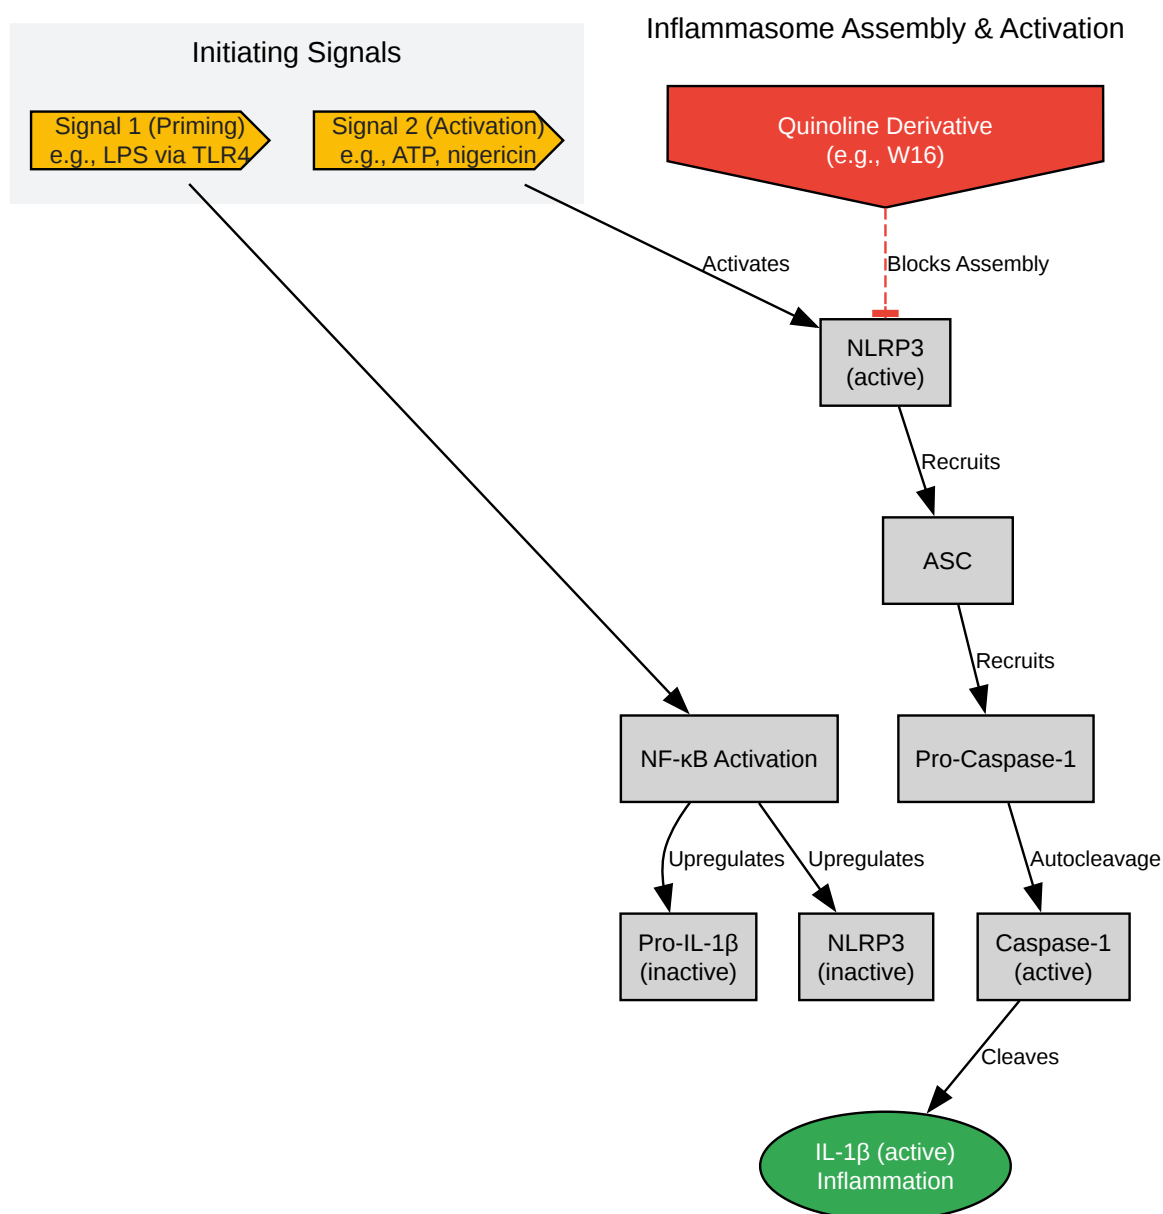 Inflammasome Assembly & Activation
Initiating Signals
Signal 1 (Priming)
e.g., LPS via TLR4
Signal 2 (Activation)
e.g., ATP, nigericin
Quinoline Derivative
(e.g., W16)
Activates
Blocks Assembly
NLRP3
(active)
Recruits
ASC
Recruits
NF-κB Activation
Pro-Caspase-1
Upregulates
Upregulates
Autocleavage
Pro-IL-1β
(inactive)
NLRP3
(inactive)
Caspase-1
(active)
Cleaves
IL-1β (active)
Inflammation